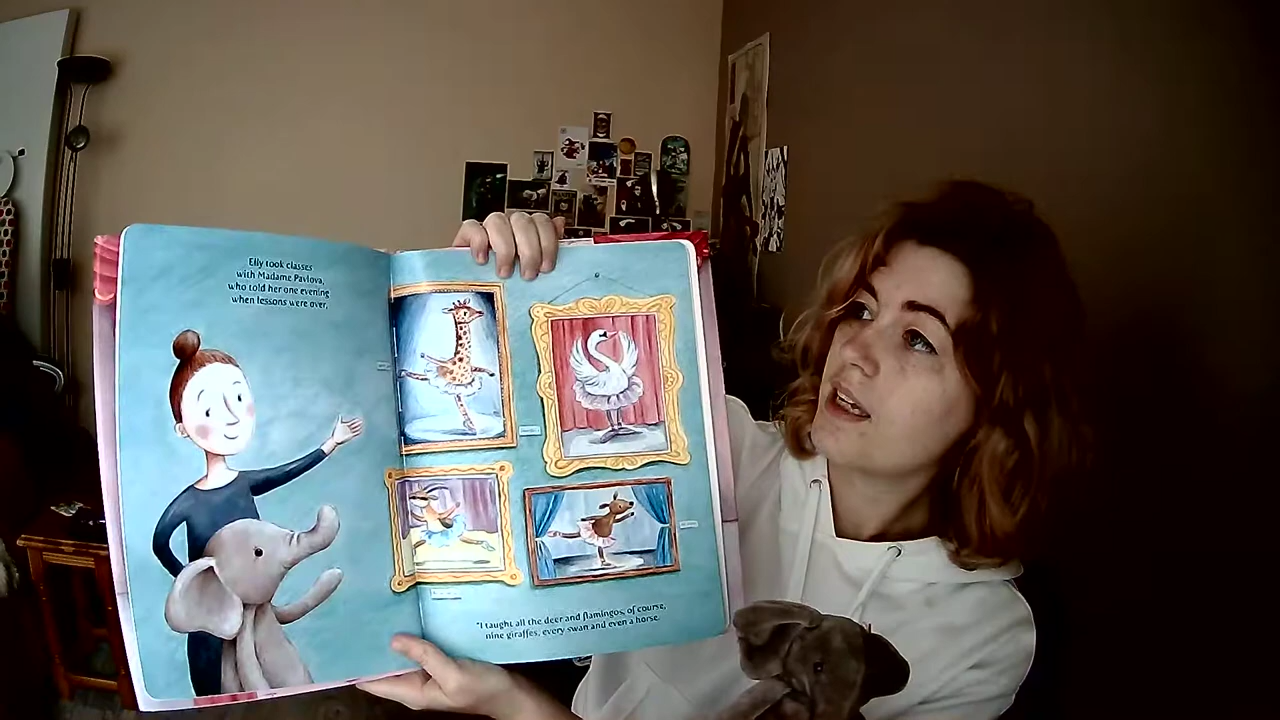 Elly took classes
with Madame Pavlova,
who told her one evening
when lessons were over,
"I taught all the deer and flamingos, of course,
nine giraffes, every swan and even a horse.